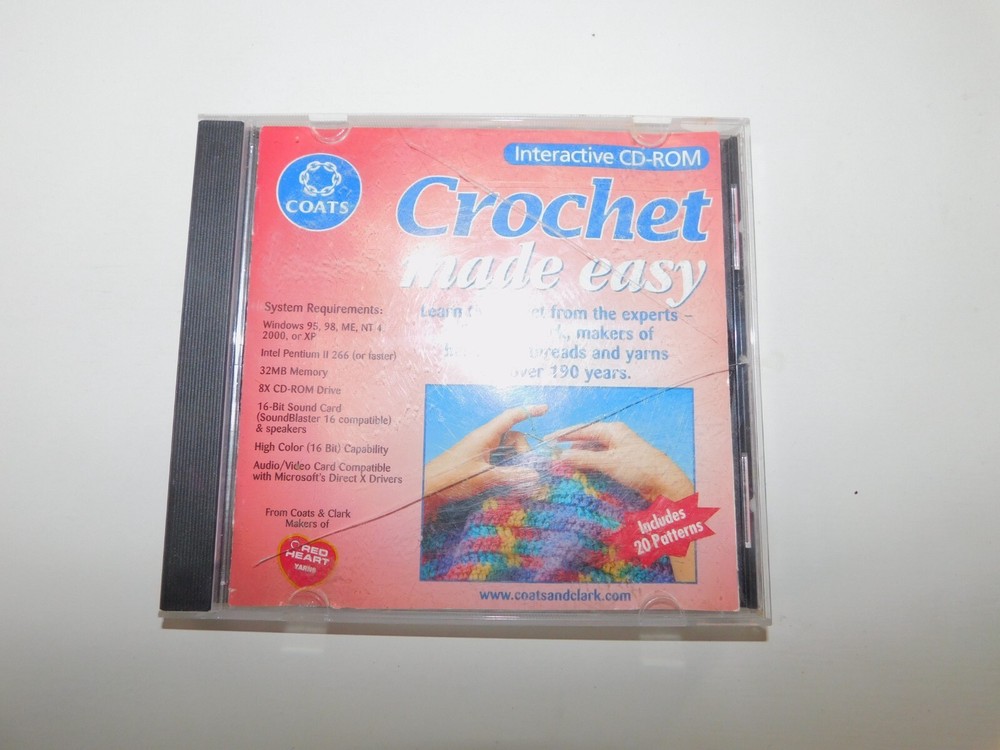 COATS
Interactive CD-ROM
Crochet
made easy
Learn from the experts –
makers of
threads and yarns
over 190 years.
System Requirements:
Windows 95, 98, ME, NT 4
2000, or XP
Intel Pentium II 266 (or faster)
32MB Memory
8X CD-ROM Drive
16-Bit Sound Card
(SoundBlaster 16 compatible)
& speakers
High Color (16 Bit) Capability
Audio/Video Card Compatible
with Microsoft's Direct X Drivers
From Coats & Clark
Makers of
RED
HEART
YARNS
Includes
20 Patterns
www.coatsandclark.com